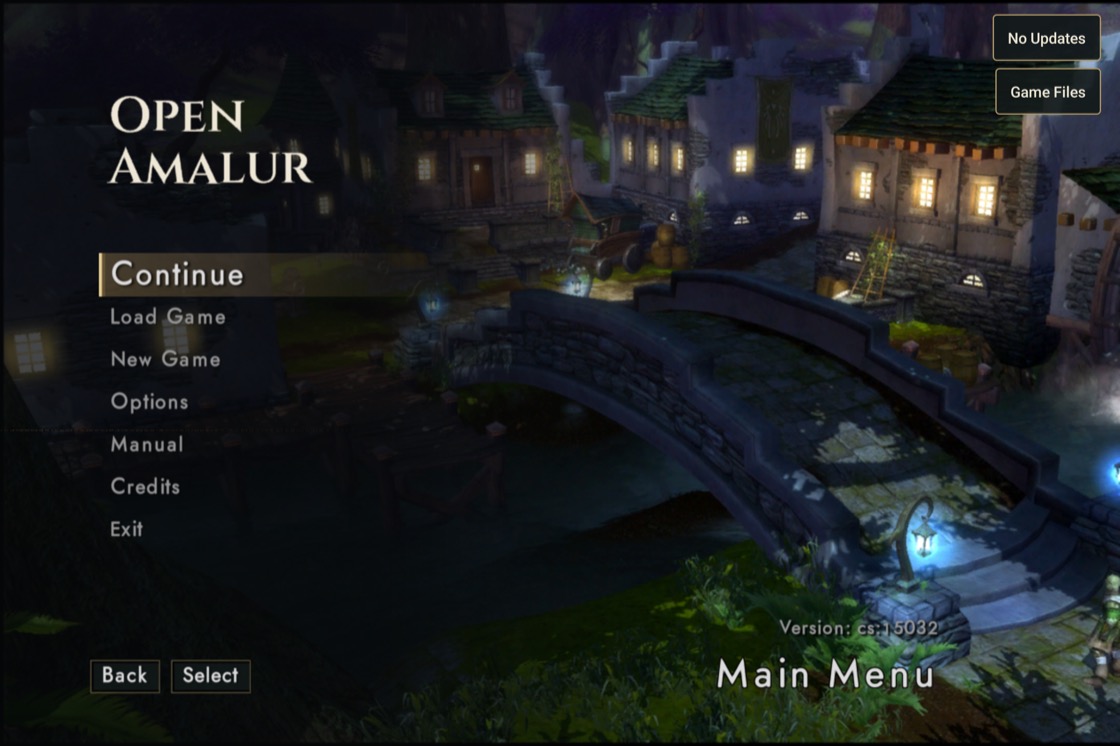 No Updates
Game Files
OPEN
AMALUR
Continue
Load Game
New Game
Options
Manual
Credits
Exit
Version: cs:15032
Back
Select
Main Menu